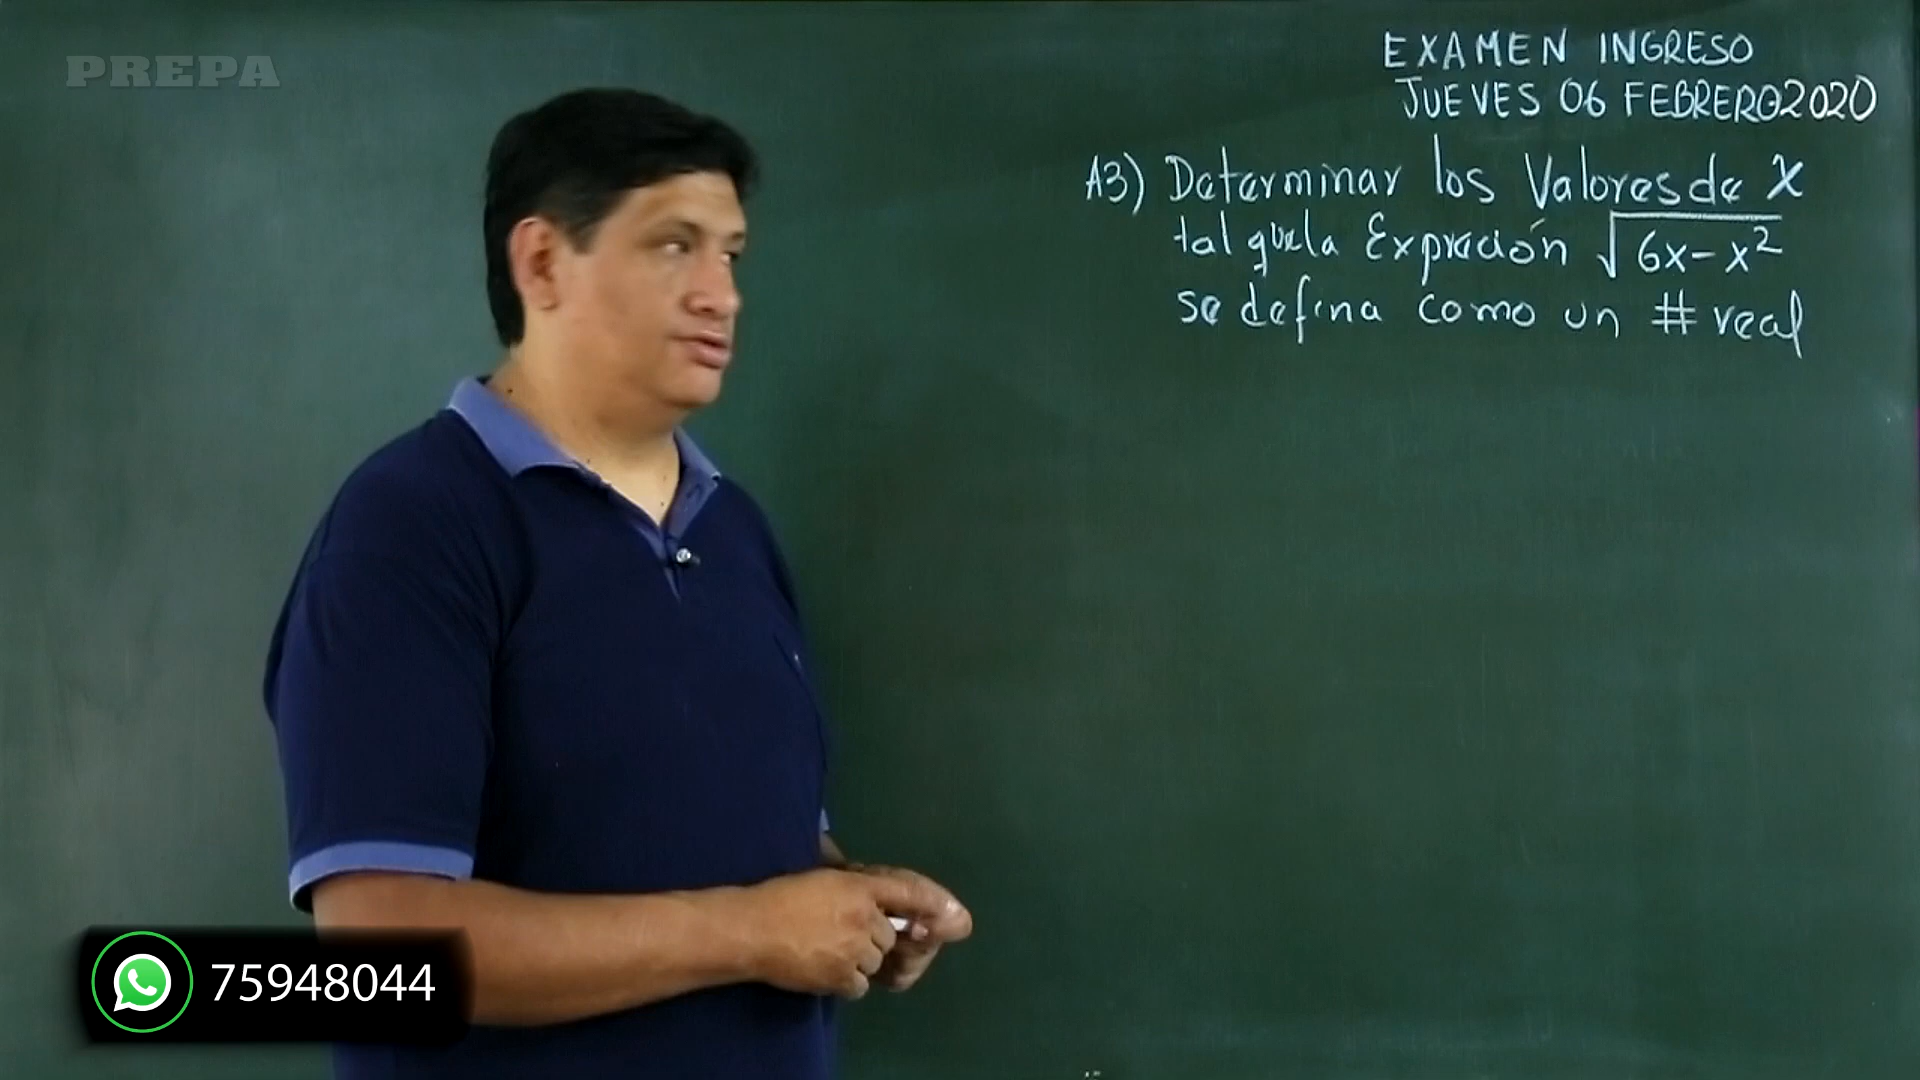 PREPA
EXAMEN INGRESO
JUEVES 06 FEBRERO 2020
A3) Determinar los Valores de x
tal que la Expreción √6x-x²
se defina como un # real
75948044